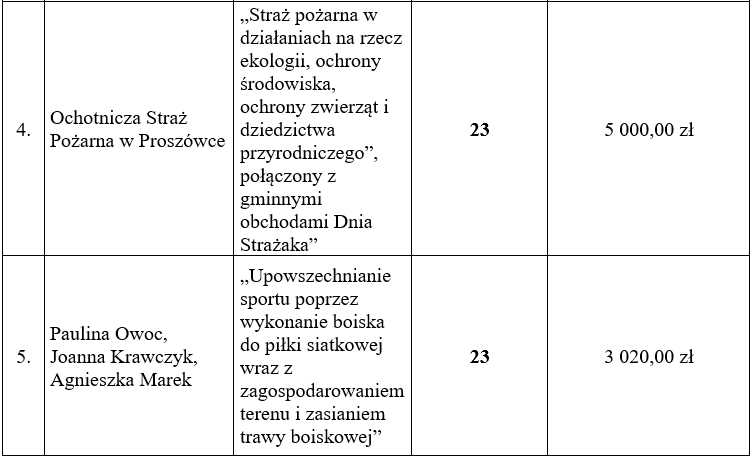 4.
Ochotnicza Straż
Pożarna w Proszówce
„Straż pożarna w
działaniach na rzecz
ekologii, ochrony
środowiska,
ochrony zwierząt i
dziedzictwa
przyrodniczego”,
połączony z
gminnymi
obchodami Dnia
Strażaka”
23
5 000,00 zł
5.
Paulina Owoc,
Joanna Krawczyk,
Agnieszka Marek
„Upowszechnianie
sportu poprzez
wykonanie boiska
do piłki siatkowej
wraz z
zagospodarowaniem
terenu i zasianiem
trawy boiskowej”
23
3 020,00 zł